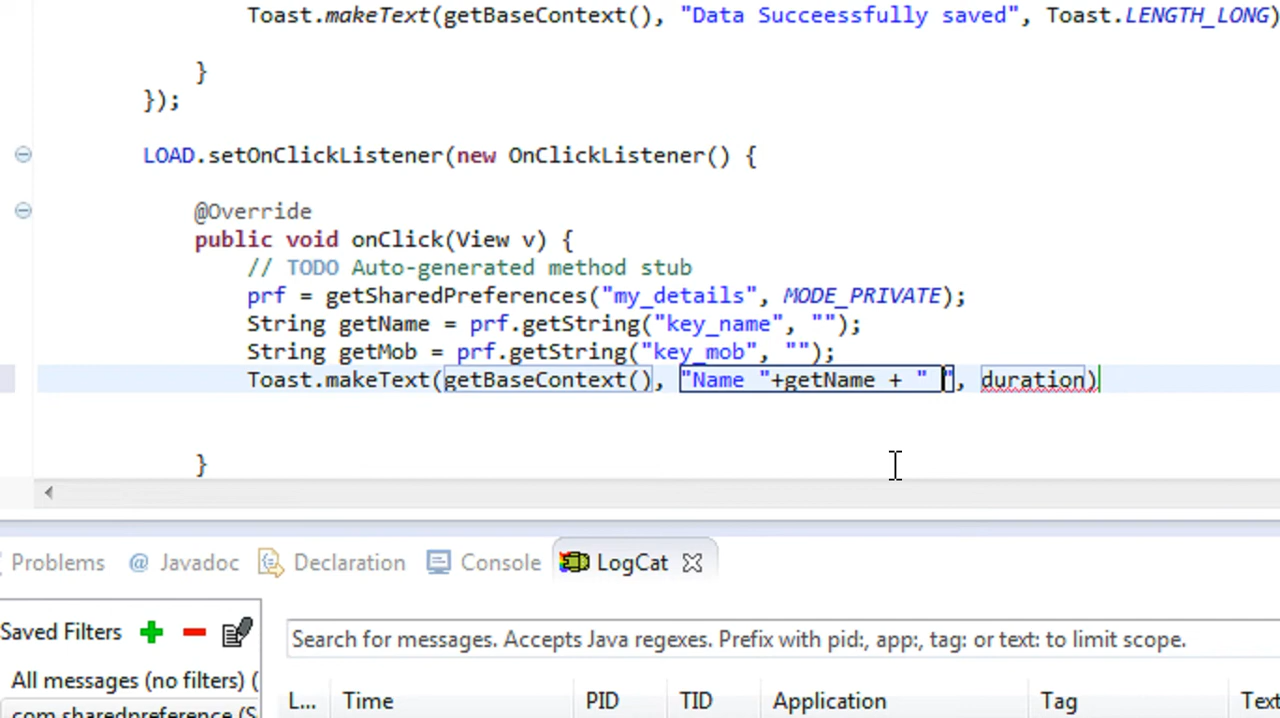 Toast.makeText(getBaseContext(), "Data Succeessfully saved", Toast.LENGTH_LONG)
}
});
LOAD.setOnClickListener(new OnClickListener() {
@Override
public void onClick(View v) {
// TODO Auto-generated method stub
prf = getSharedPreferences("my_details", MODE_PRIVATE);
String getName = prf.getString("key_name", "");
String getMob = prf.getString("key_mob", "");
Toast.makeText(getBaseContext(), "Name "+getName + " ", duration)
}
Problems @ Javadoc Declaration Console LogCat
Saved Filters
Search for messages. Accepts Java regexes. Prefix with pid:, app:, tag: or text: to limit scope.
All messages (no filters) (
L... Time PID TID Application Tag Text
com.sharedpreference (S